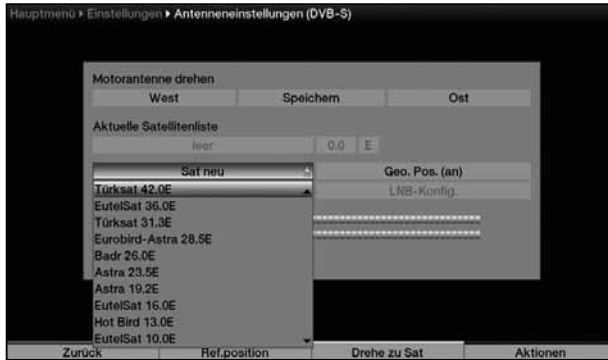 Hauptmenü ▸ Einstellungen ▸ Antenneneinstellungen (DVB-S)
Motorantenne drehen
West Speichern Ost
Aktuelle Satellitenliste
leer 0.0 E
Sat neu Geo. Pos. (an)
Türksat 42.0E LNB-Konfig.
EutelSat 36.0E
Türksat 31.3E
Eurobird-Astra 28.5E
Badr 26.0E
Astra 23.5E
Astra 19.2E
EutelSat 16.0E
Hot Bird 13.0E
EutelSat 10.0E
Zurück Ref.position Drehe zu Sat Aktionen